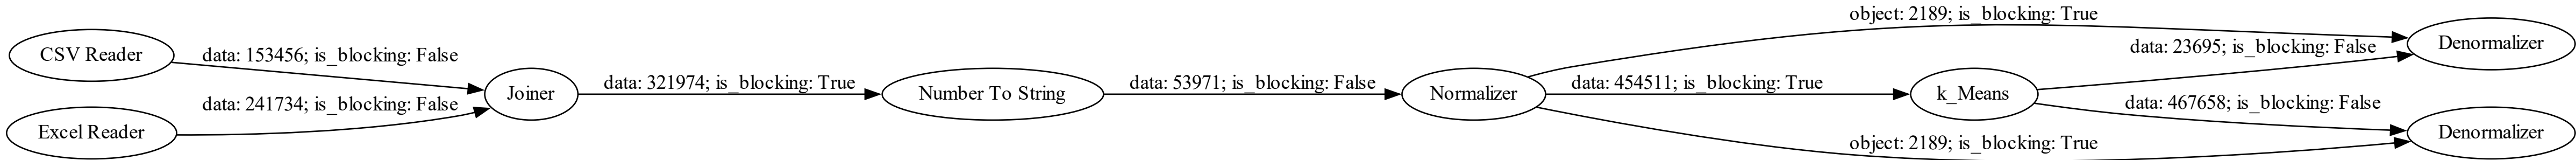 CSV Reader
data: 153456; is_blocking: False
Excel Reader
data: 241734; is_blocking: False
Joiner
data: 321974; is_blocking: True
Number To String
data: 53971; is_blocking: False
Normalizer
object: 2189; is_blocking: True
data: 454511; is_blocking: True
object: 2189; is_blocking: True
k_Means
data: 23695; is_blocking: False
data: 467658; is_blocking: False
Denormalizer
Denormalizer